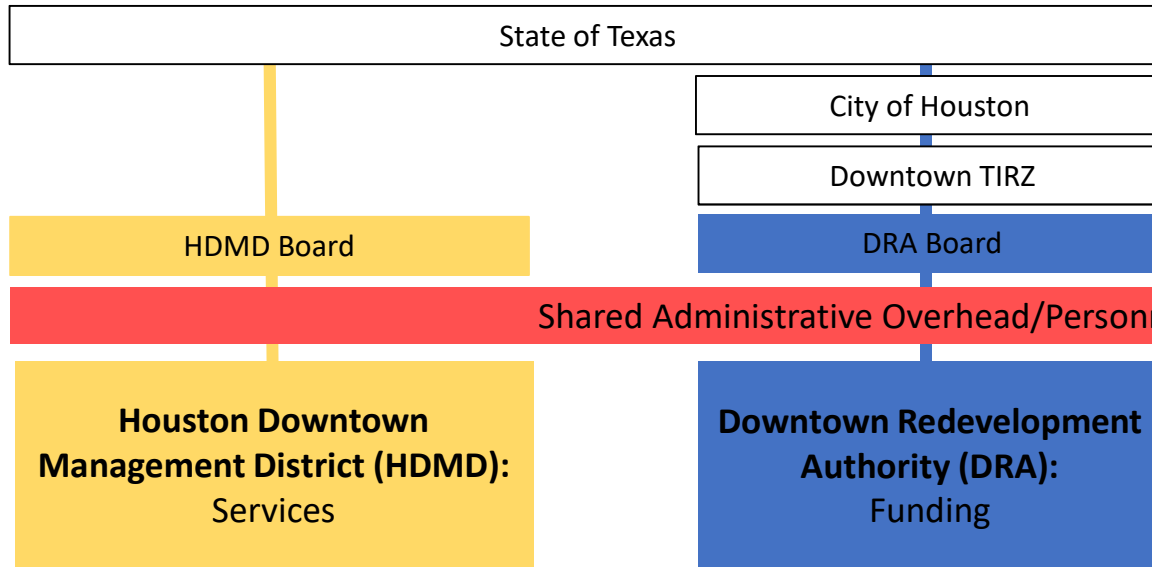 State of Texas
City of Houston
Downtown TIRZ
HDMD Board
DRA Board
Shared Administrative Overhead/
Houston Downtown
Management District (HDMD):
Services
Downtown Redevelopment
Authority (DRA):
Funding